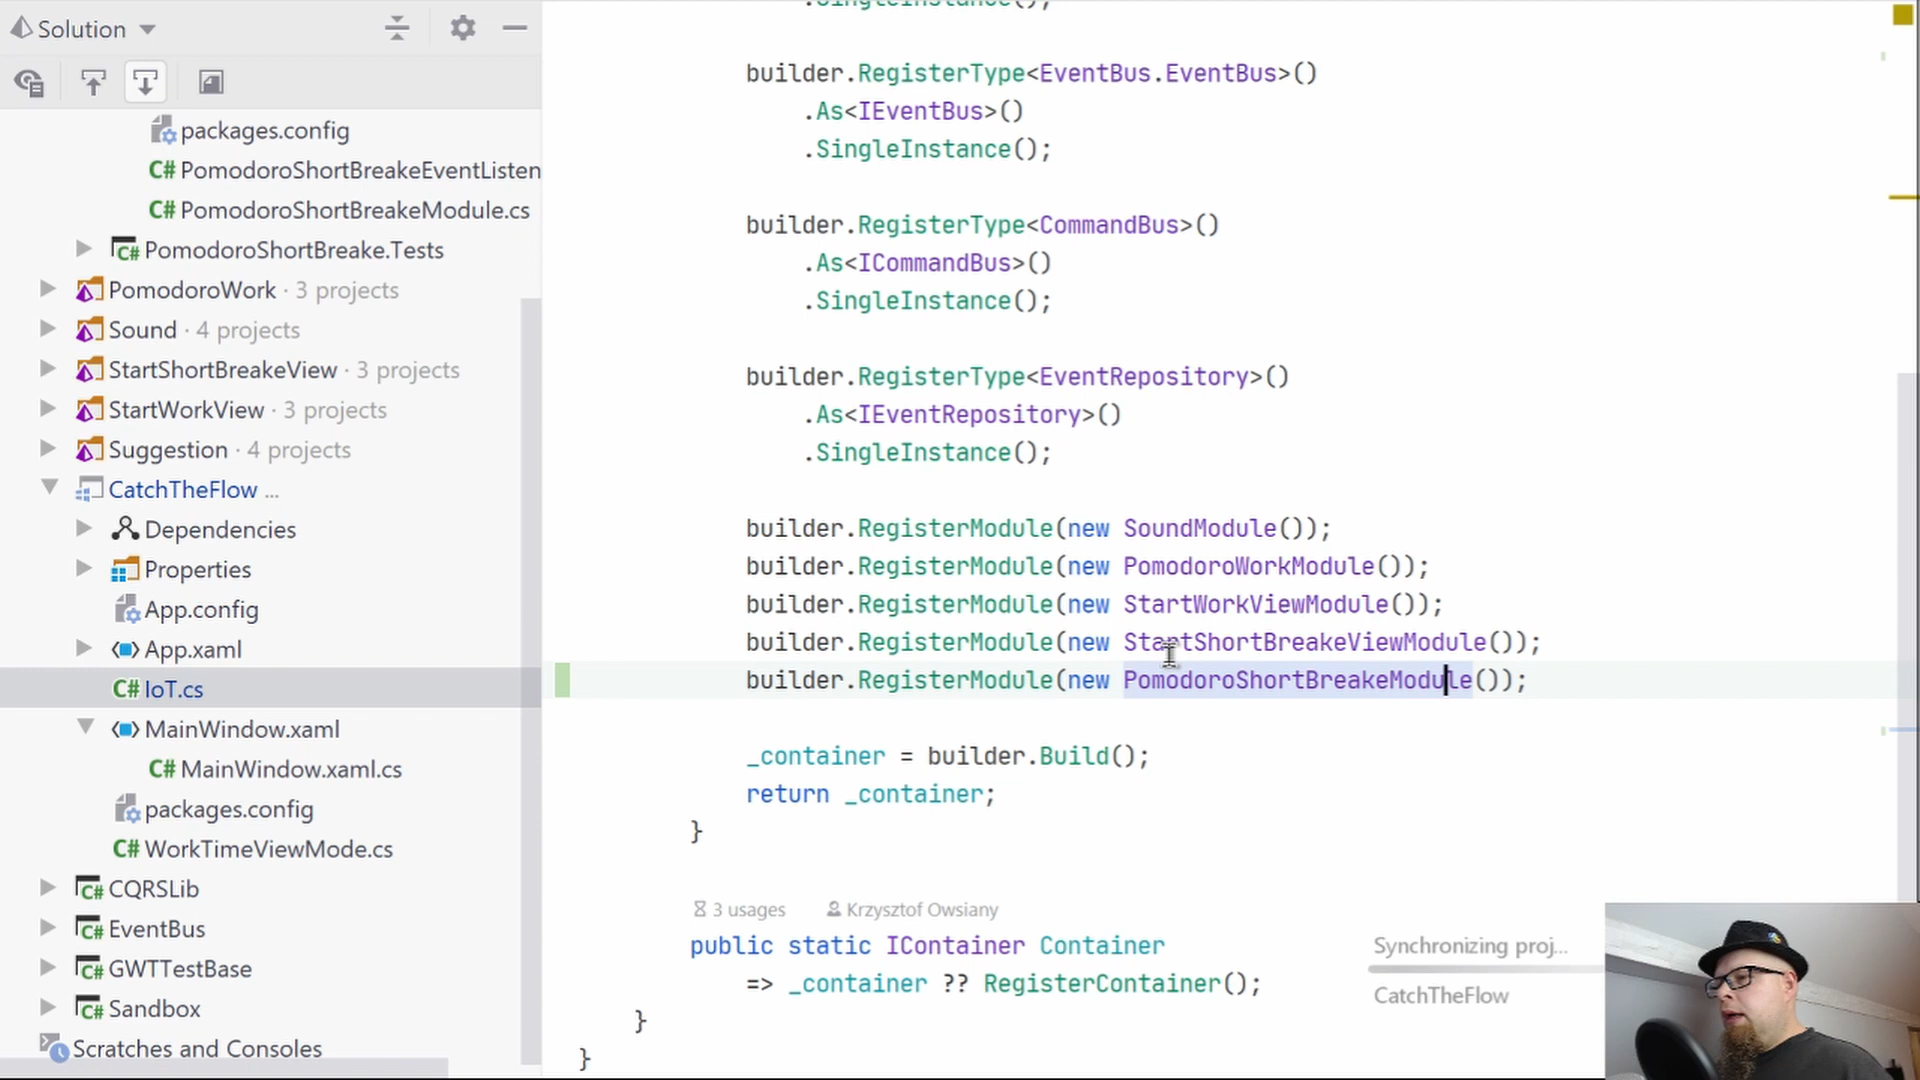 Solution
packages.config
C# PomodoroShortBreakeEventListen
C# PomodoroShortBreakeModule.cs
C# PomodoroShortBreake.Tests
PomodoroWork · 3 projects
Sound · 4 projects
StartShortBreakeView · 3 projects
StartWorkView · 3 projects
Suggestion · 4 projects
CatchTheFlow ...
Dependencies
Properties
App.config
App.xaml
C# IoT.cs
MainWindow.xaml
C# MainWindow.xaml.cs
packages.config
C# WorkTimeViewMode.cs
C# CQRSLib
C# EventBus
C# GWTTestBase
C# Sandbox
Scratches and Consoles
.SingleInstance();
builder.RegisterType<EventBus.EventBus>()
.As<IEventBus>()
.SingleInstance();
builder.RegisterType<CommandBus>()
.As<ICommandBus>()
.SingleInstance();
builder.RegisterType<EventRepository>()
.As<IEventRepository>()
.SingleInstance();
builder.RegisterModule(new SoundModule());
builder.RegisterModule(new PomodoroWorkModule());
builder.RegisterModule(new StartWorkViewModule());
builder.RegisterModule(new StartShortBreakeViewModule());
builder.RegisterModule(new PomodoroShortBreakeModule());
_container = builder.Build();
return _container;
}
3 usages Krzysztof Owsiany
public static IContainer Container
=> _container ?? RegisterContainer();
}
}
Synchronizing proj...
CatchTheFlow